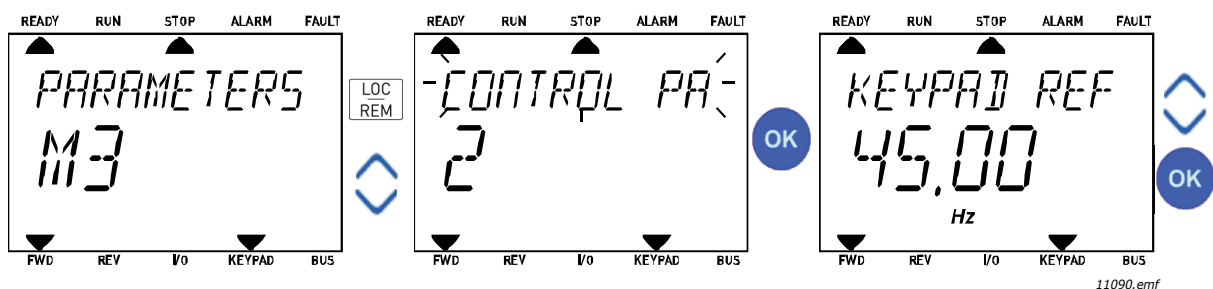 READY RUN STOP ALARM FAULT
PARAMETERS
M3
FWD REV I/O KEYPAD BUS
LOC
REM
READY RUN STOP ALARM FAULT
CONTROL PA
2
FWD REV I/O KEYPAD BUS
OK
READY RUN STOP ALARM FAULT
KEYPAD REF
45.00
Hz
FWD REV I/O KEYPAD BUS
OK
11090.emf